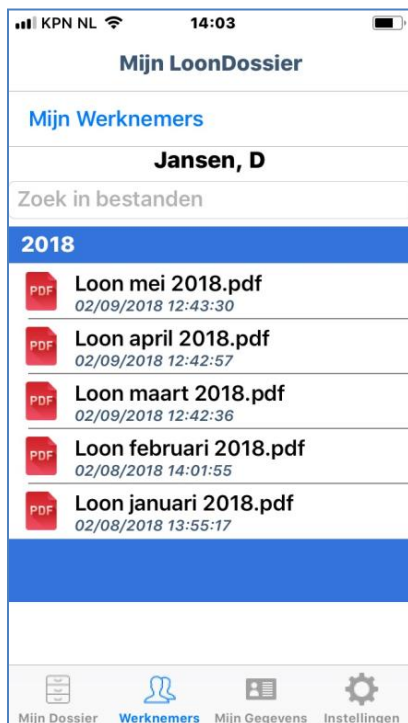 KPN NL 14:03
Mijn LoonDossier
Mijn Werknemers
Jansen, D
Zoek in bestanden
2018
PDF Loon mei 2018.pdf
02/09/2018 12:43:30
PDF Loon april 2018.pdf
02/09/2018 12:42:57
PDF Loon maart 2018.pdf
02/09/2018 12:42:36
PDF Loon februari 2018.pdf
02/08/2018 14:01:55
PDF Loon januari 2018.pdf
02/08/2018 13:55:17
Mijn Dossier Werknemers Mijn Gegevens Instellingen